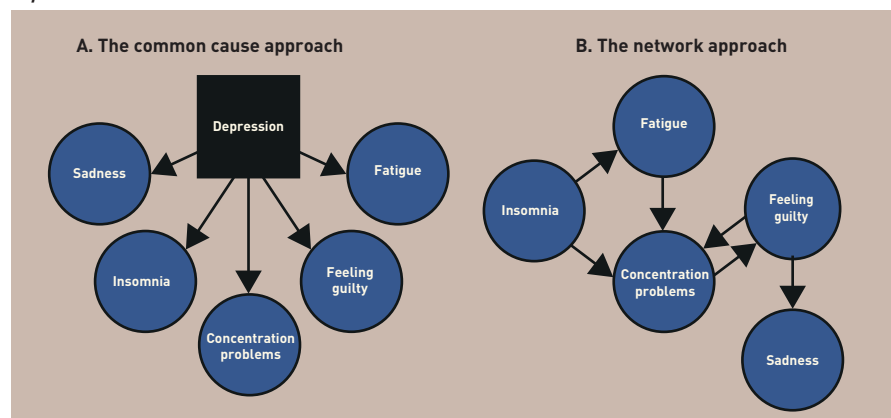 A. The common cause approach
Depression
Sadness
Fatigue
Insomnia
Feeling
guilty
Concentration
problems
B. The network approach
Fatigue
Insomnia
Feeling
guilty
Concentration
problems
Sadness